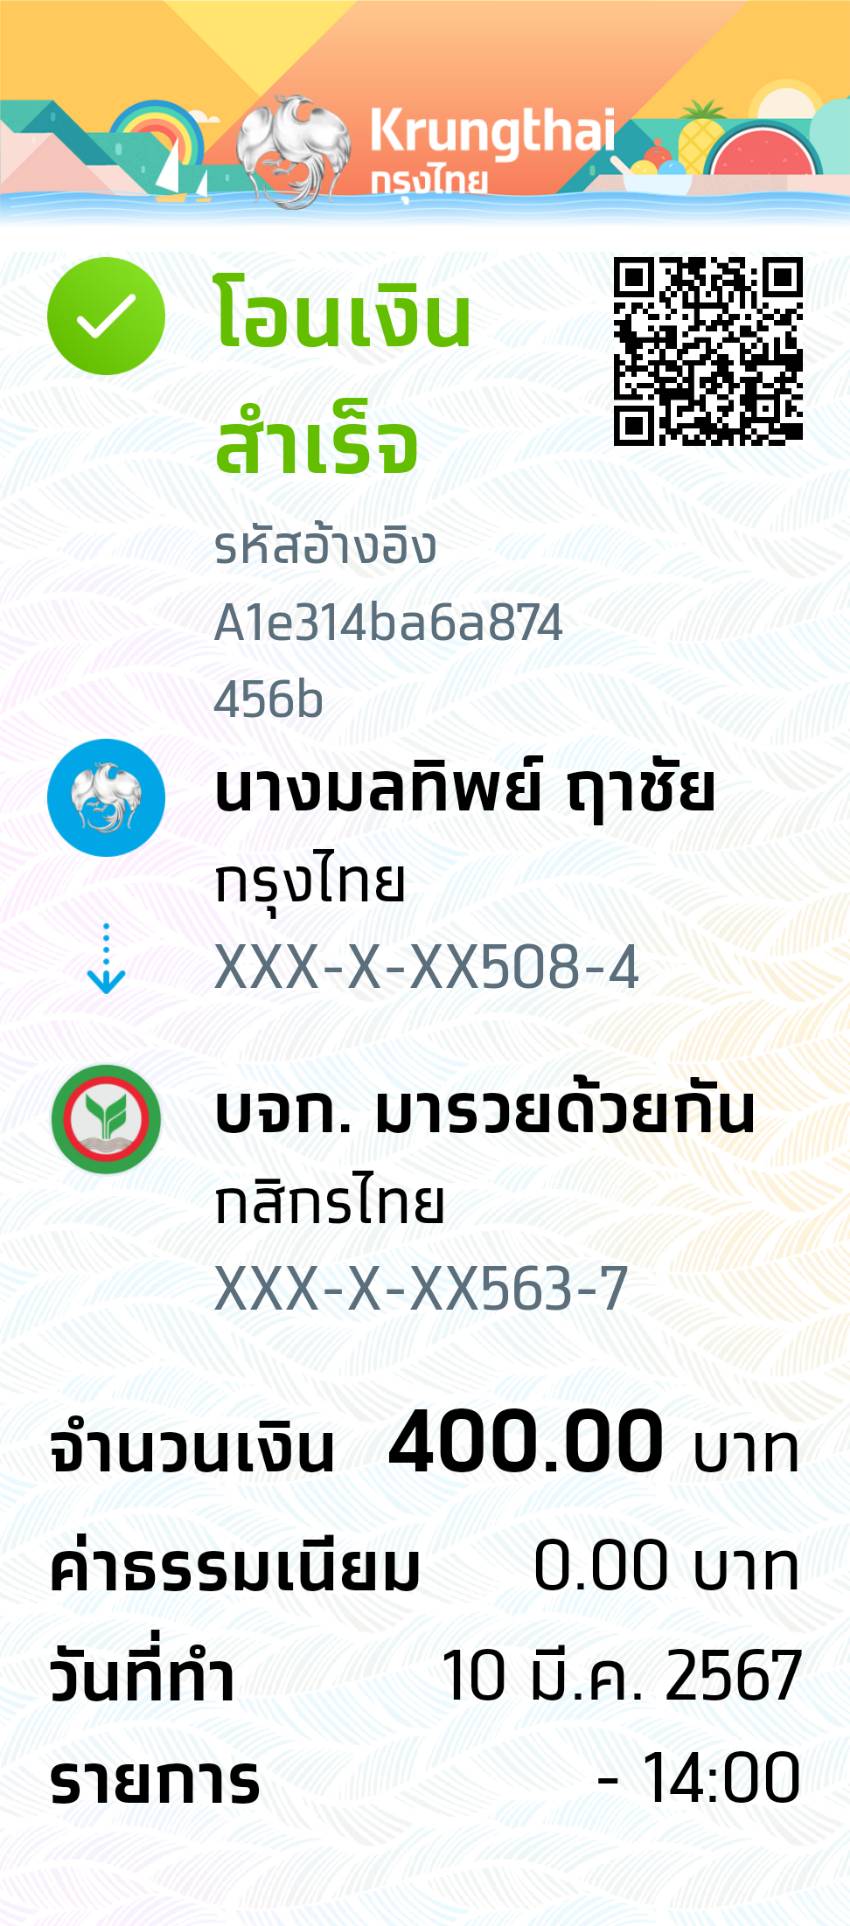 Krungthai
กรุงไทย
โอนเงิน
สำเร็จ
รหัสอ้างอิง
A1e314ba6a874
456b
นางมลทิพย์ ฤาชัย
กรุงไทย
XXX-X-XX508-4
บจก. มารวยด้วยกัน
กสิกรไทย
XXX-X-XX563-7
จำนวนเงิน 400.00 บาท
ค่าธรรมเนียม 0.00 บาท
วันที่ทำ 10 มี.ค. 2567
รายการ - 14:00